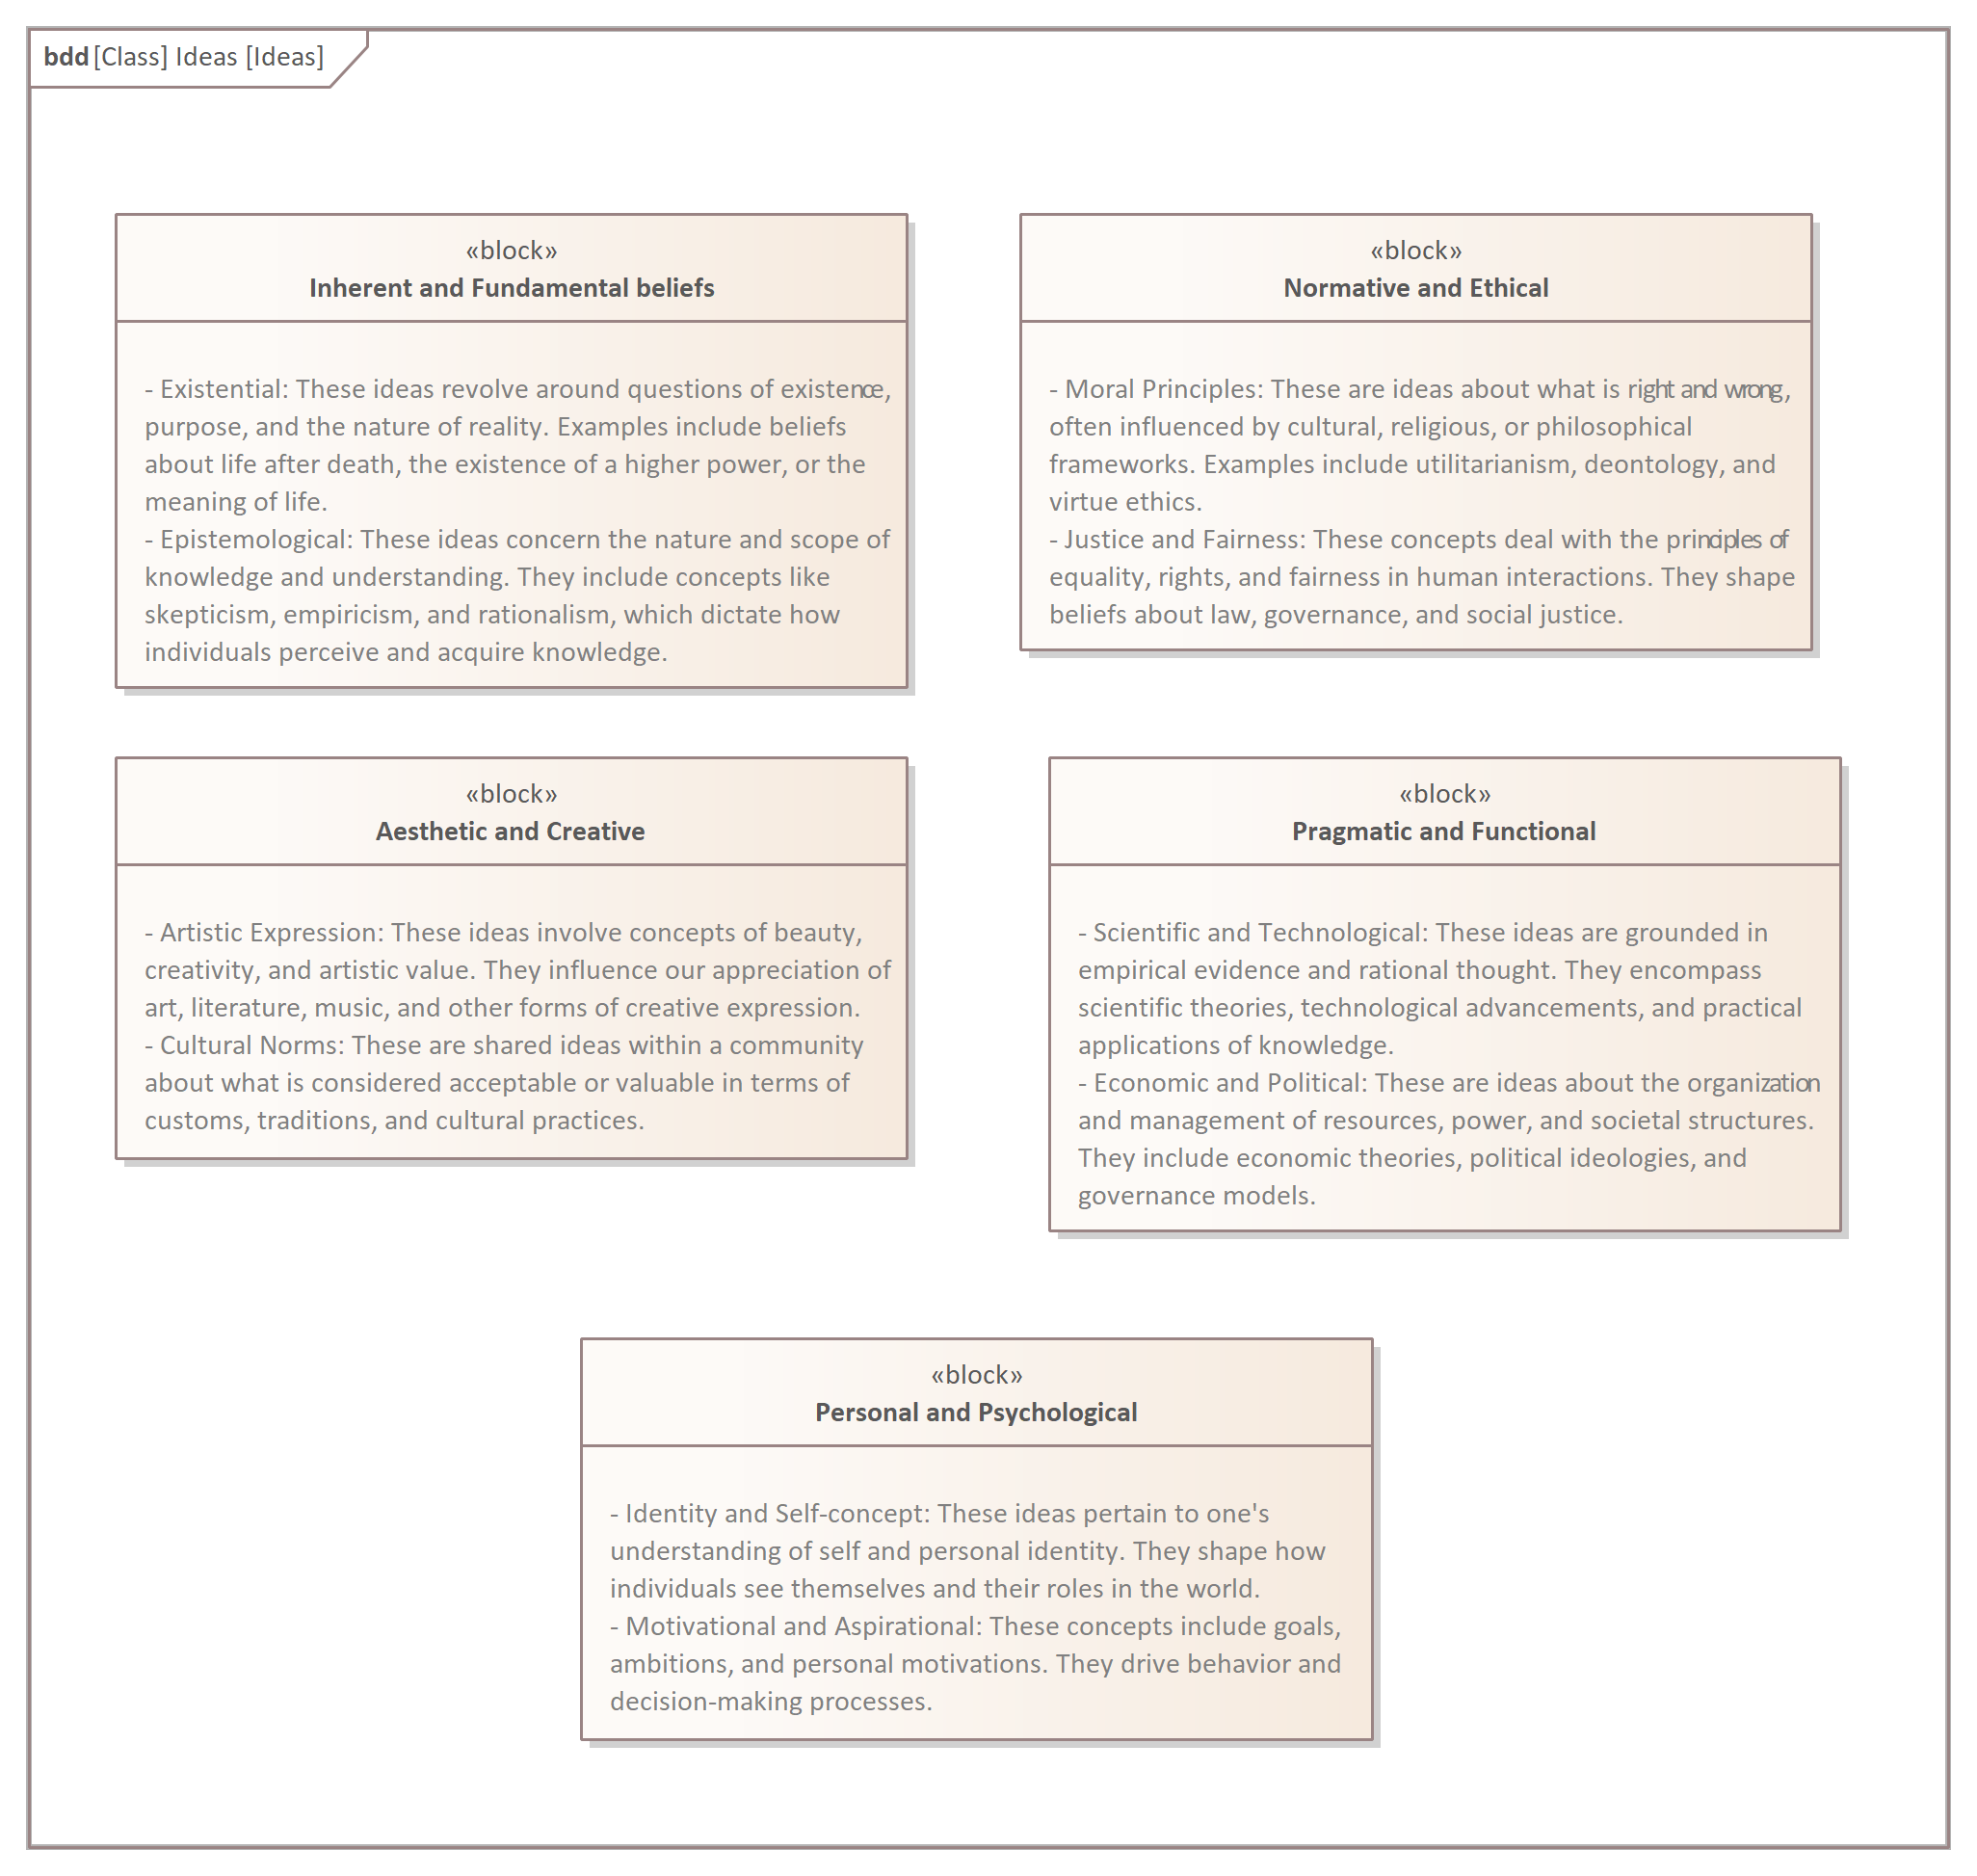 bdd [Class] Ideas [Ideas]
«block»
Inherent and Fundamental beliefs
- Existential: These ideas revolve around questions of existence,
purpose, and the nature of reality. Examples include beliefs
about life after death, the existence of a higher power, or the
meaning of life.
- Epistemological: These ideas concern the nature and scope of
knowledge and understanding. They include concepts like
skepticism, empiricism, and rationalism, which dictate how
individuals perceive and acquire knowledge.
«block»
Normative and Ethical
- Moral Principles: These are ideas about what is right and wrong,
often influenced by cultural, religious, or philosophical
frameworks. Examples include utilitarianism, deontology, and
virtue ethics.
- Justice and Fairness: These concepts deal with the principles of
equality, rights, and fairness in human interactions. They shape
beliefs about law, governance, and social justice.
«block»
Aesthetic and Creative
- Artistic Expression: These ideas involve concepts of beauty,
creativity, and artistic value. They influence our appreciation of
art, literature, music, and other forms of creative expression.
- Cultural Norms: These are shared ideas within a community
about what is considered acceptable or valuable in terms of
customs, traditions, and cultural practices.
«block»
Pragmatic and Functional
- Scientific and Technological: These ideas are grounded in
empirical evidence and rational thought. They encompass
scientific theories, technological advancements, and practical
applications of knowledge.
- Economic and Political: These are ideas about the organization
and management of resources, power, and societal structures.
They include economic theories, political ideologies, and
governance models.
«block»
Personal and Psychological
- Identity and Self-concept: These ideas pertain to one's
understanding of self and personal identity. They shape how
individuals see themselves and their roles in the world.
- Motivational and Aspirational: These concepts include goals,
ambitions, and personal motivations. They drive behavior and
decision-making processes.